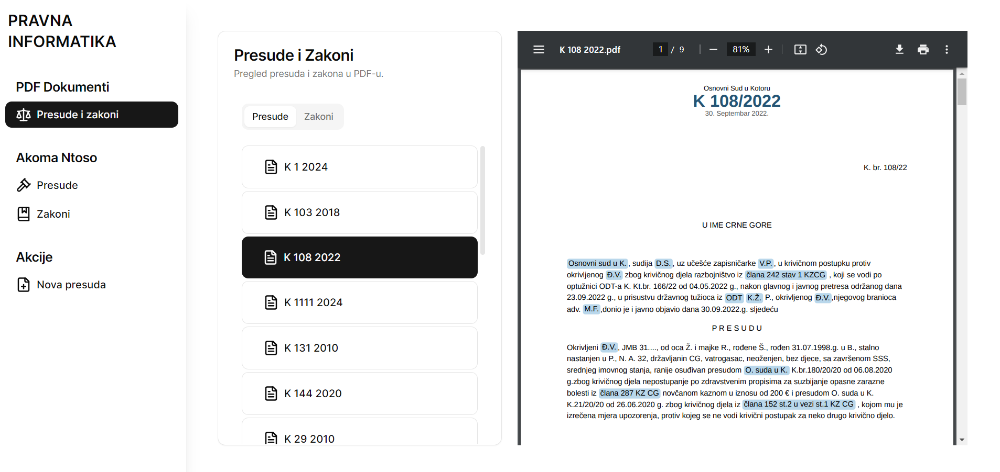 PRAVNA
INFORMATIKA
PDF Dokumenti
Presude i zakoni
Akoma Ntoso
Presude
Zakoni
Akcije
Nova presuda
Presude i Zakoni
Pregled presuda i zakona u PDF-u.
Presude Zakoni
K 1 2024
K 103 2018
K 108 2022
K 1111 2024
K 131 2010
K 144 2020
K 29 2010
K 108 2022.pdf 1 / 9 81%
Osnovni Sud u Kotoru
K 108/2022
30. Septembar 2022.
K. br. 108/22
U IME CRNE GORE
Osnovni sud u K., sudija D.S., uz učešće zapisničarke V.P., u krivičnom postupku protiv
okrivljenog Đ.V. zbog krivičnog djela razbojništvo iz člana 242 stav 1 KZCG , koji se vodi po
optužnici ODT-a K. Kt.br. 166/22 od 04.05.2022 g., nakon glavnog i javnog pretresa održanog dana
23.09.2022 g., u prisustvu državnog tužioca iz ODT K.Ž. P., okrivljenog Đ.V.,njegovog branioca
adv. M.F.,donio je i javno objavio dana 30.09.2022.g. sljedeću
P R E S U D U
Okrivljeni Đ.V., JMB 31...., od oca Ž. i majke R., rođene Š., rođen 31.07.1998.g. u B., stalno
nastanjen u P., N. A. 32, državljanin CG, vatrogasac, neoženjen, bez djece, sa završenom SSS,
srednjeg imovnog stanja, ranije osuđivan presudom O. suda u K. K.br.180/20/20 od 06.08.2020
g.zbog krivičnog djela nepostupanje po zdravstvenim propisima za suzbijanje opasne zarazne
bolesti iz člana 287 KZ CG novčanom kaznom u iznosu od 200 € i presudom O. suda u K.
K.21/20/20 od 26.06.2020 g. zbog krivičnog djela iz člana 152 st.2 u vezi st.1 KZ CG , kojom mu je
izrečena mjera upozorenja, protiv kojeg se ne vodi krivični postupak za neko drugo krivično djelo.